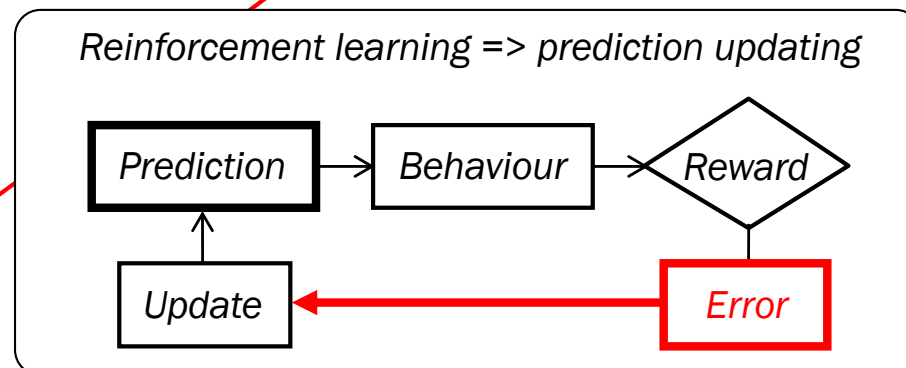 Reinforcement learning => prediction updating
Prediction
Behaviour
Reward
Update
Error